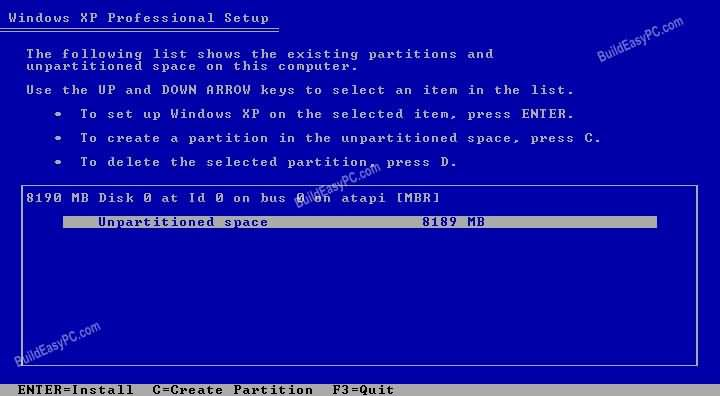 Windows XP Professional Setup
BuildEasyPC.com
The following list shows the existing partitions and
unpartitioned space on this computer.
Use the UP and DOWN ARROW keys to select an item in the list.
• To set up Windows XP on the selected item, press ENTER.
• To create a partition in the unpartitioned space, press C.
• To delete the selected partition, press D.
BuildEasyPC.com
8190 MB Disk 0 at Id 0 on bus 0 on atapi [MBR]
Unpartitioned space 8189 MB
BuildEasyPC.com
ENTER=Install C=Create Partition F3=Quit